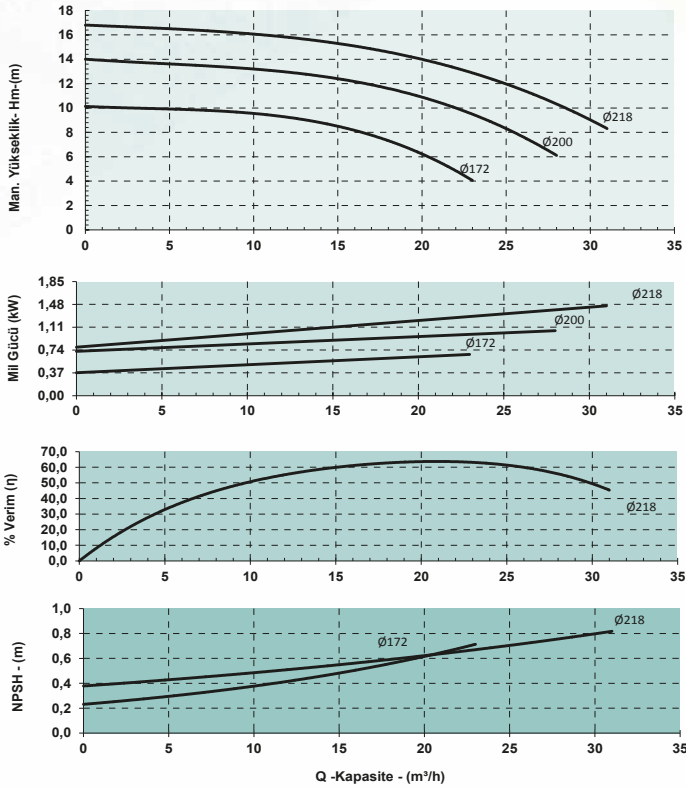 Man. Yükseklik- Hm-(m)
18
16
14
12
10
8
6
4
2
0
Ø218
Ø200
Ø172
0 5 10 15 20 25 30 35
Mil Gücü (kW)
1,85
1,48
1,11
0,74
0,37
0,00
Ø218
Ø200
Ø172
0 5 10 15 20 25 30 35
% Verim (η)
70,0
60,0
50,0
40,0
30,0
20,0
10,0
0,0
Ø218
0 5 10 15 20 25 30 35
NPSH - (m)
1,0
0,8
0,6
0,4
0,2
0,0
Ø218
Ø172
0 5 10 15 20 25 30 35
Q -Kapasite - (m³/h)